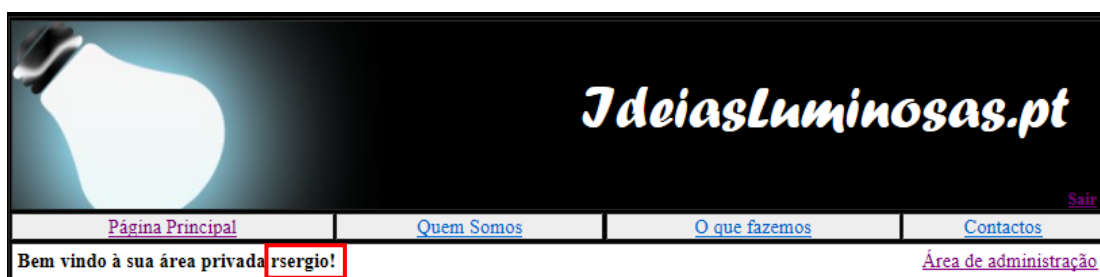 IdeiasLuminosas.pt
Sair
Página Principal Quem Somos O que fazemos Contactos
Bem vindo à sua área privada rsergio! Área de administração